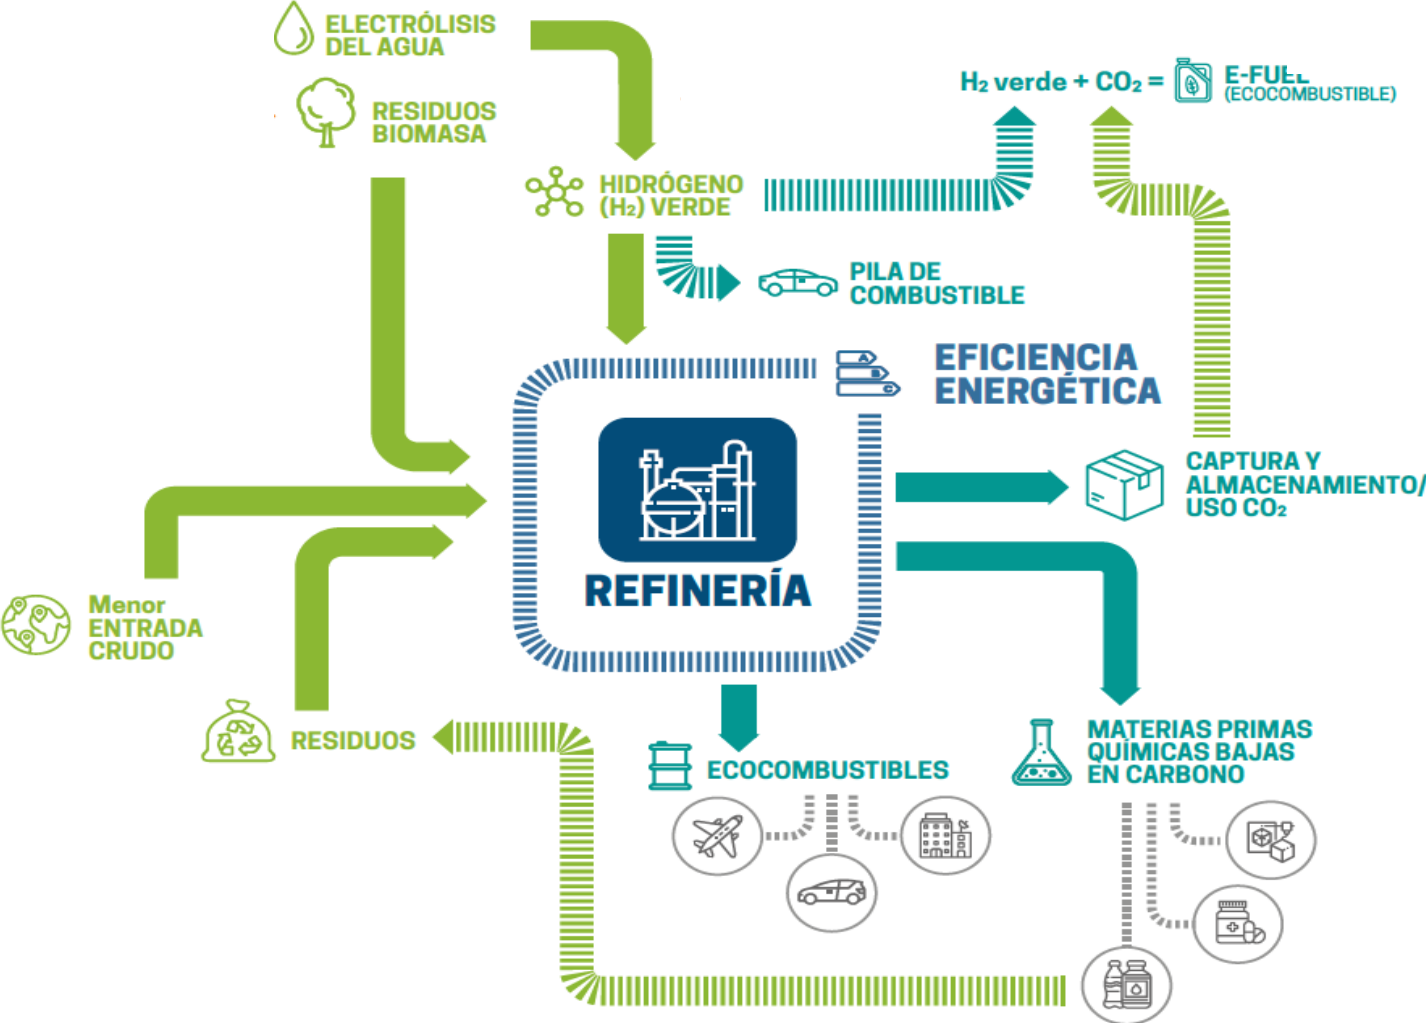 ELECTRÓLISIS
DEL AGUA
RESIDUOS
BIOMASA
H₂ verde + CO₂ =
E-FUEL
(ECOCOMBUSTIBLE)
HIDRÓGENO
(H₂) VERDE
PILA DE
COMBUSTIBLE
A
B
C
EFICIENCIA
ENERGÉTICA
CAPTURA Y
ALMACENAMIENTO/
USO CO₂
REFINERÍA
Menor
ENTRADA
CRUDO
RESIDUOS
ECOCOMBUSTIBLES
MATERIAS PRIMAS
QUÍMICAS BAJAS
EN CARBONO